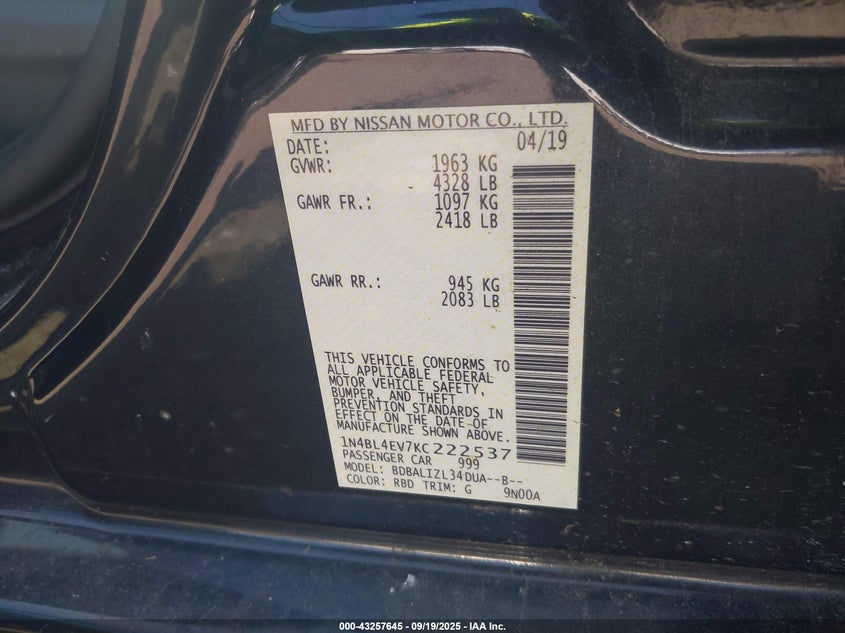 MFD BY NISSAN MOTOR CO., LTD.
DATE: 04/19
GVWR: 1963 KG
4328 LB
GAWR FR.: 1097 KG
2418 LB
GAWR RR.: 945 KG
2083 LB
THIS VEHICLE CONFORMS TO
ALL APPLICABLE FEDERAL
MOTOR VEHICLE SAFETY,
BUMPER, AND THEFT
PREVENTION STANDARDS IN
EFFECT ON THE DATE OF
MANUFACTURE SHOWN ABOVE.
1N4BL4EV7KC222537
PASSENGER CAR 999
MODEL: BDBALIZL34DUA--B--
COLOR: RBD TRIM: G 9N00A
000-43257645 - 09/19/2025 - IAA Inc.